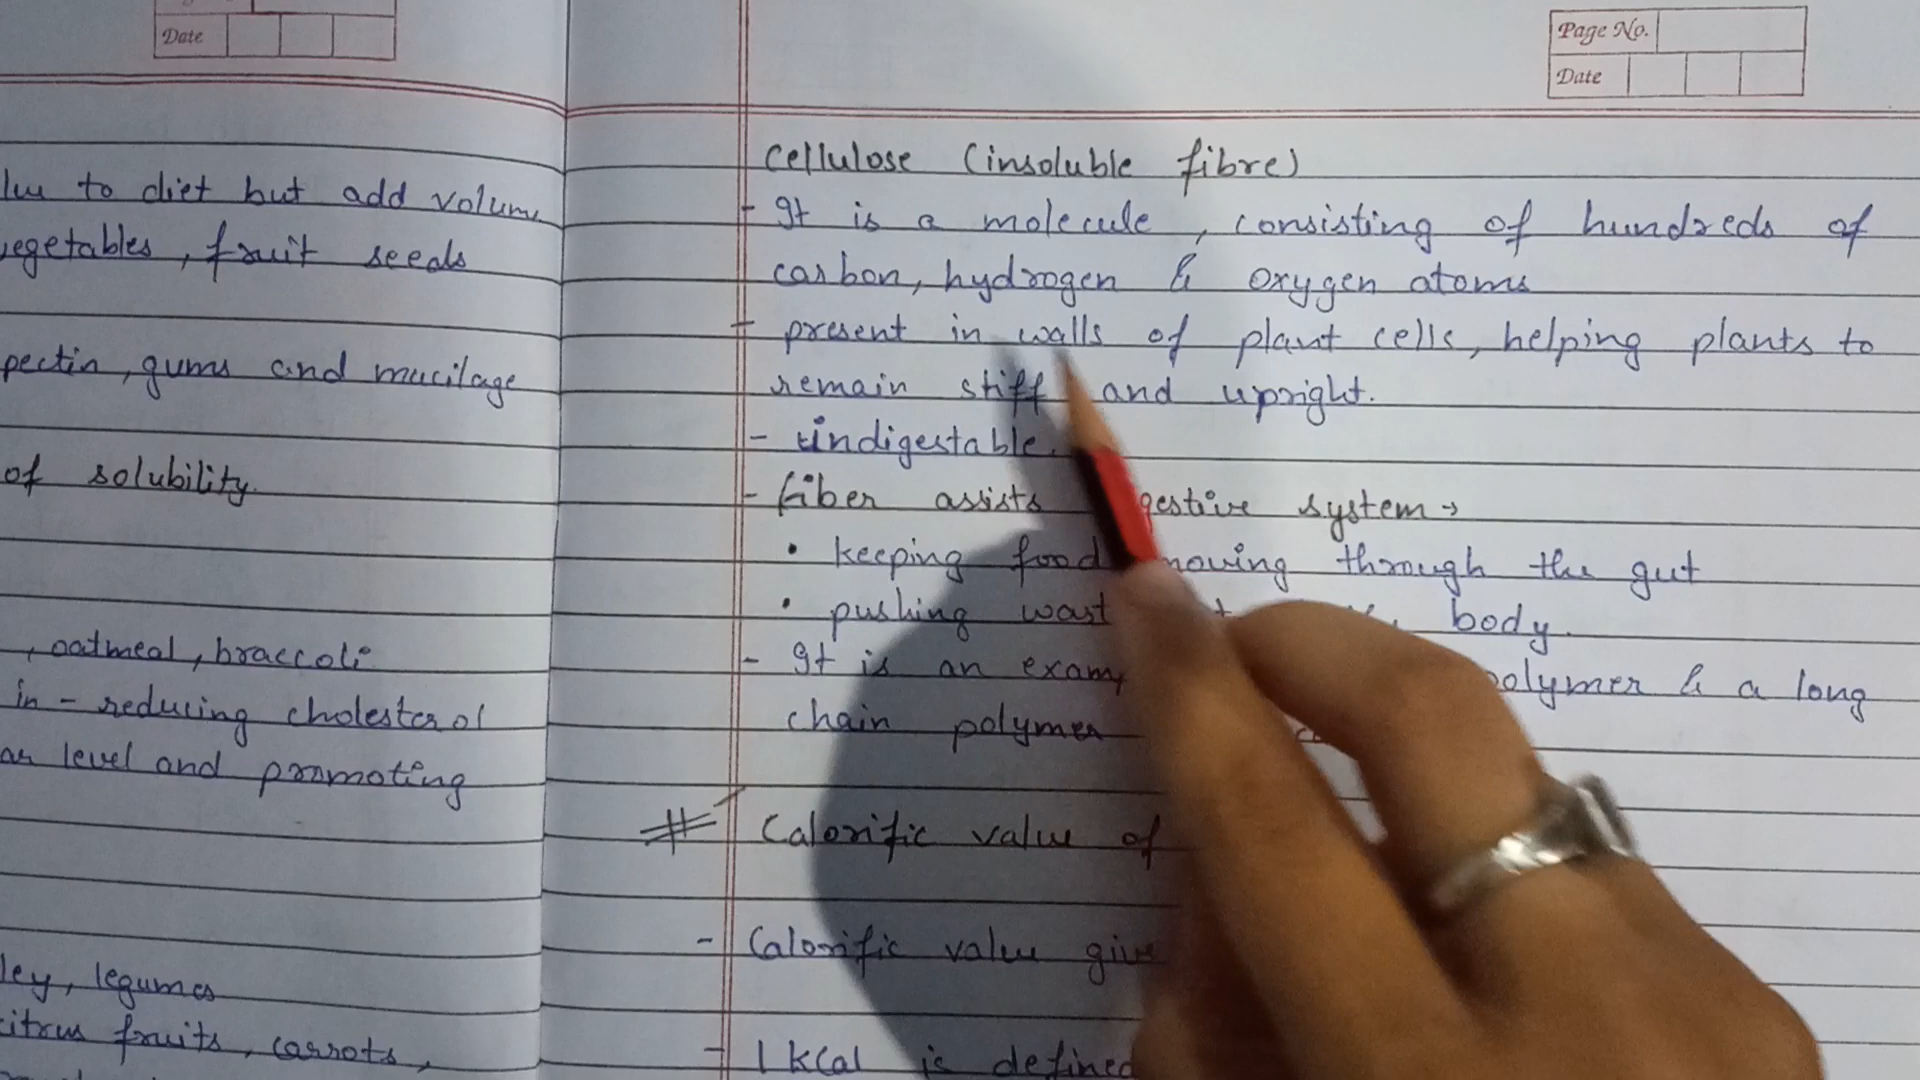 Date
lue to diet but add volume
vegetables, fruit seeds
pectin, gums and mucilage
of solubility.
, oatmeal, braccoli
in - reducing cholesterol
ar level and promoting
ley, legumes
citrus fruits, carrots,
Page No.
Date
Cellulose (insoluble fibre)
- It is a molecule, consisting of hundreds of
carbon, hydrogen & oxygen atoms
- present in walls of plant cells, helping plants to
remain stiff and upright.
- indigestable.
- fiber assists gestive system →
• keeping food moving through the gut
• pushing wast body.
- It is an exam polymer & a long
chain polymer
# Calorific value of
- Calorific value give
- 1 kCal is defined